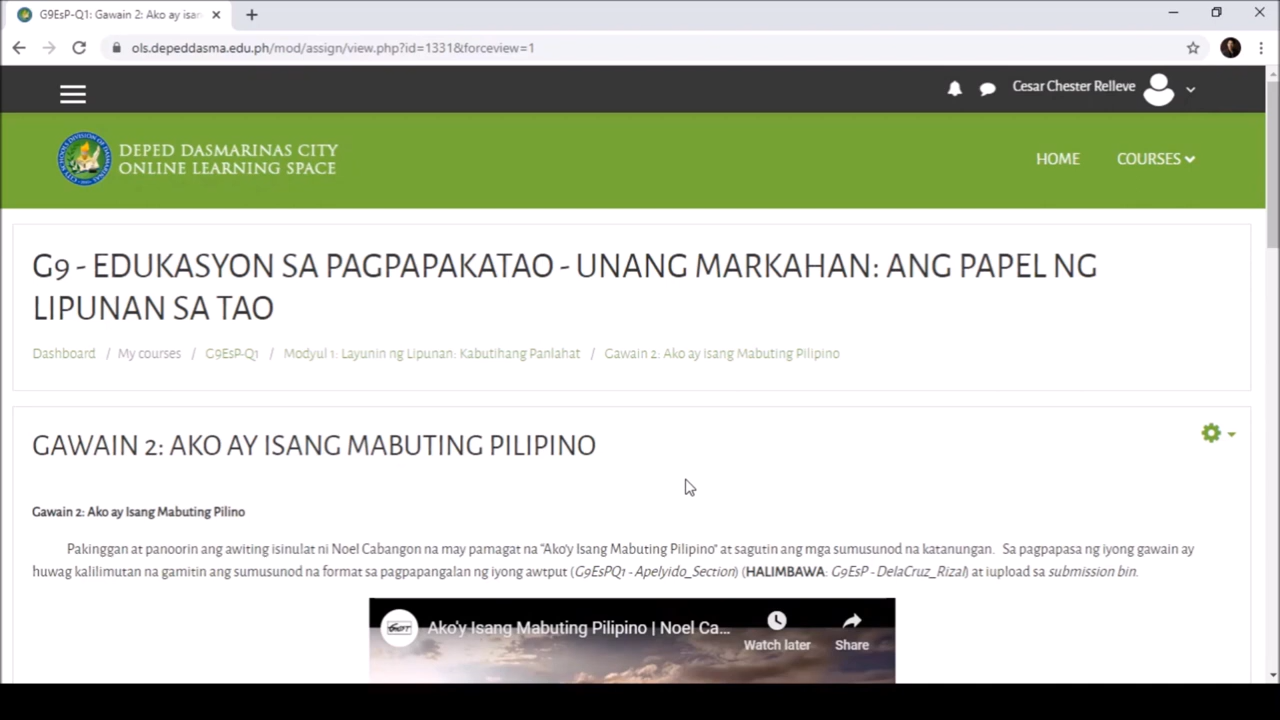 G9EsP-Q1: Gawain 2: Ako ay isan
ols.depeddasma.edu.ph/mod/assign/view.php?id=1331&forceview=1
Cesar Chester Relleve
DEPED DASMARINAS CITY
ONLINE LEARNING SPACE
HOME COURSES
G9 - EDUKASYON SA PAGPAPAKATAO - UNANG MARKAHAN: ANG PAPEL NG
LIPUNAN SA TAO
Dashboard / My courses / G9EsP-Q1 / Modyul 1: Layunin ng Lipunan: Kabutihang Panlahat / Gawain 2: Ako ay isang Mabuting Pilipino
GAWAIN 2: AKO AY ISANG MABUTING PILIPINO
Gawain 2: Ako ay Isang Mabuting Pilino
Pakinggan at panoorin ang awiting isinulat ni Noel Cabangon na may pamagat na "Ako'y Isang Mabuting Pilipino" at sagutin ang mga sumusunod na katanungan. Sa pagpapasa ng iyong gawain ay
huwag kalilimutan na gamitin ang sumusunod na format sa pagpapangalan ng iyong awtput (G9EsPQ1 - Apelyido_Section) (HALIMBAWA: G9EsP - DelaCruz_Rizal) at iupload sa submission bin.
Ako'y Isang Mabuting Pilipino | Noel Ca...
Watch later Share